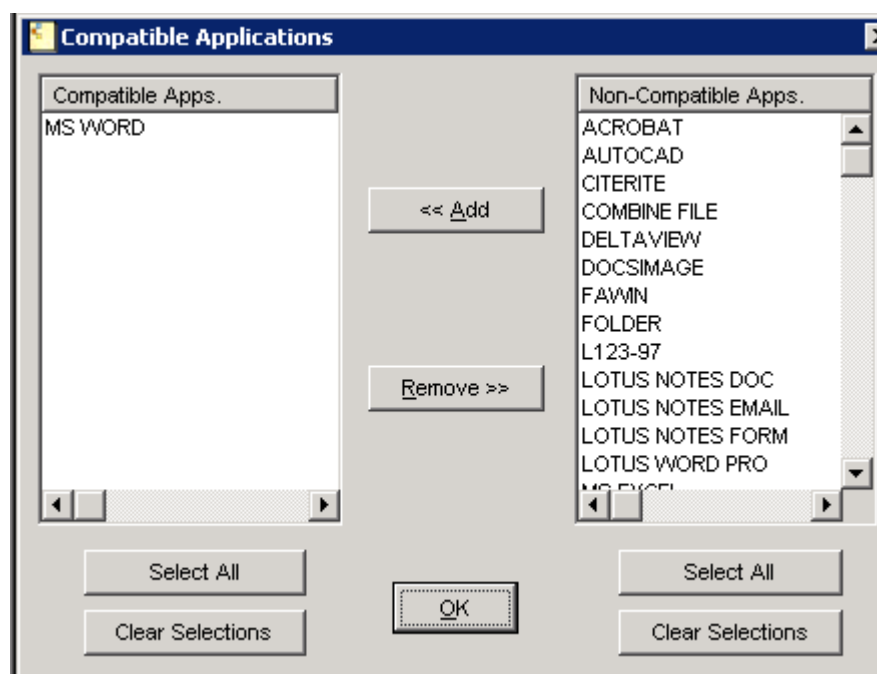 Compatible Applications
Compatible Apps.
MS WORD
<< Add
Remove >>
Non-Compatible Apps.
ACROBAT
AUTOCAD
CITERITE
COMBINE FILE
DELTAVIEW
DOCSIMAGE
FAWIN
FOLDER
L123-97
LOTUS NOTES DOC
LOTUS NOTES EMAIL
LOTUS NOTES FORM
LOTUS WORD PRO
MS EXCEL
Select All
Clear Selections
OK
Select All
Clear Selections